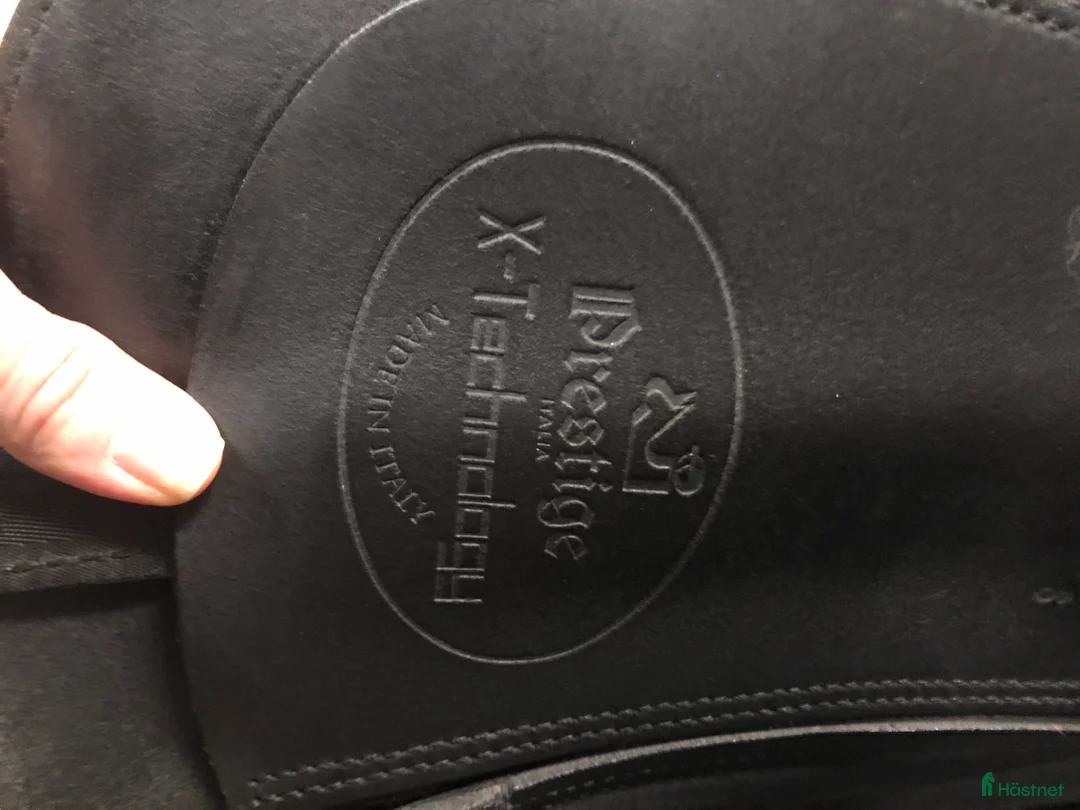 Prestige
ITALIA
X-Technology
MADE IN ITALY
Hästnet